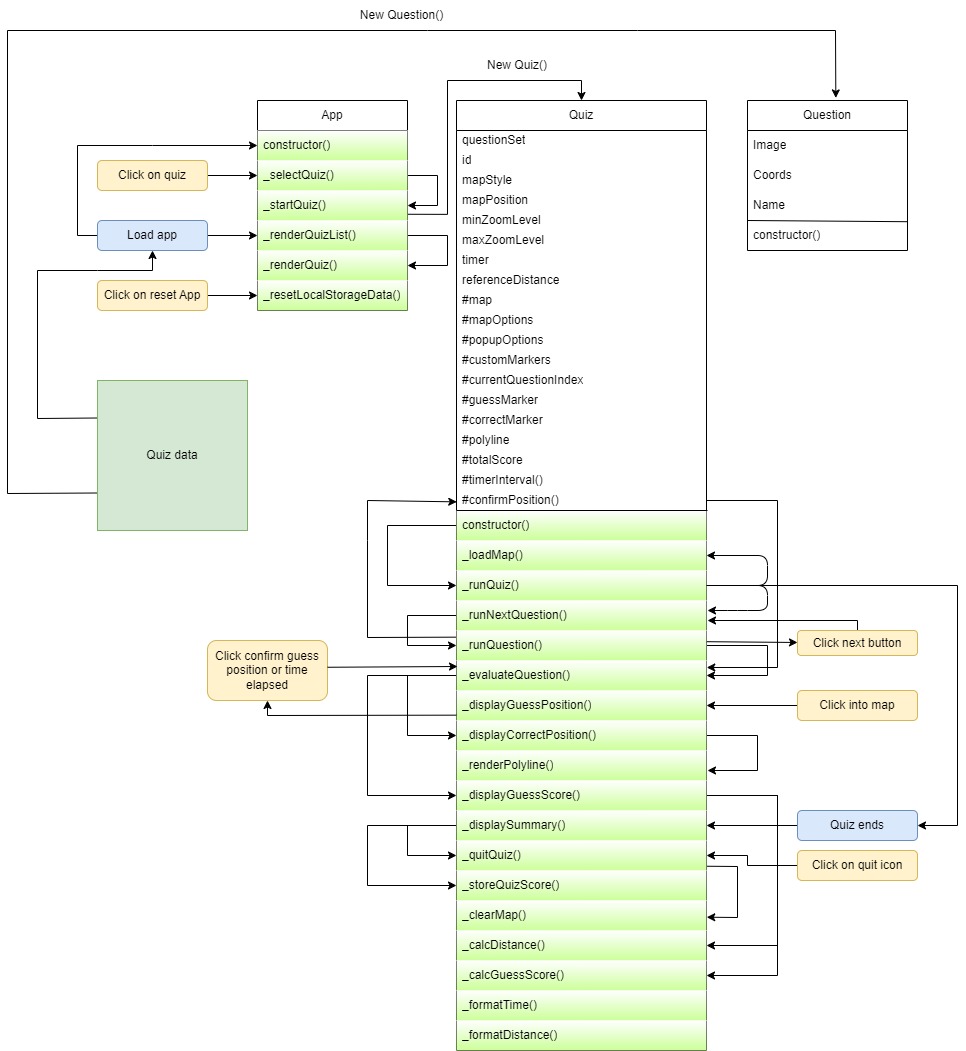 New Question()
New Quiz()
App
constructor()
_selectQuiz()
_startQuiz()
_renderQuizList()
_renderQuiz()
_resetLocalStorageData()
Click on quiz
Load app
Click on reset App
Quiz data
Quiz
questionSet
id
mapStyle
mapPosition
minZoomLevel
maxZoomLevel
timer
referenceDistance
#map
#mapOptions
#popupOptions
#customMarkers
#currentQuestionIndex
#guessMarker
#correctMarker
#polyline
#totalScore
#timerInterval()
#confirmPosition()
constructor()
_loadMap()
_runQuiz()
_runNextQuestion()
_runQuestion()
_evaluateQuestion()
_displayGuessPosition()
_displayCorrectPosition()
_renderPolyline()
_displayGuessScore()
_displaySummary()
_quitQuiz()
_storeQuizScore()
_clearMap()
_calcDistance()
_calcGuessScore()
_formatTime()
_formatDistance()
Question
Image
Coords
Name
constructor()
Click confirm guess
position or time
elapsed
Click next button
Click into map
Quiz ends
Click on quit icon